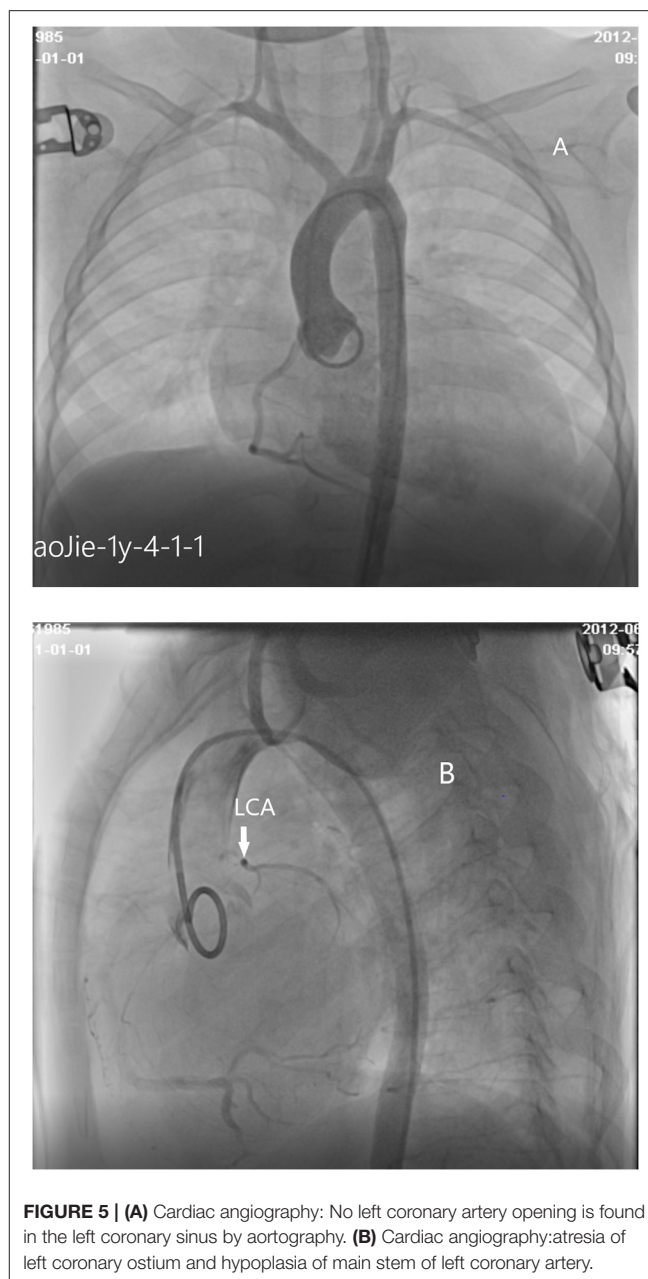 985
-01-01
2012-
09:
A
aoJie-1y-4-1-1
1985
1-01-01
2012-06
09:57
B
LCA
FIGURE 5 | (A) Cardiac angiography: No left coronary artery opening is found
in the left coronary sinus by aortography. (B) Cardiac angiography:atresia of
left coronary ostium and hypoplasia of main stem of left coronary artery.